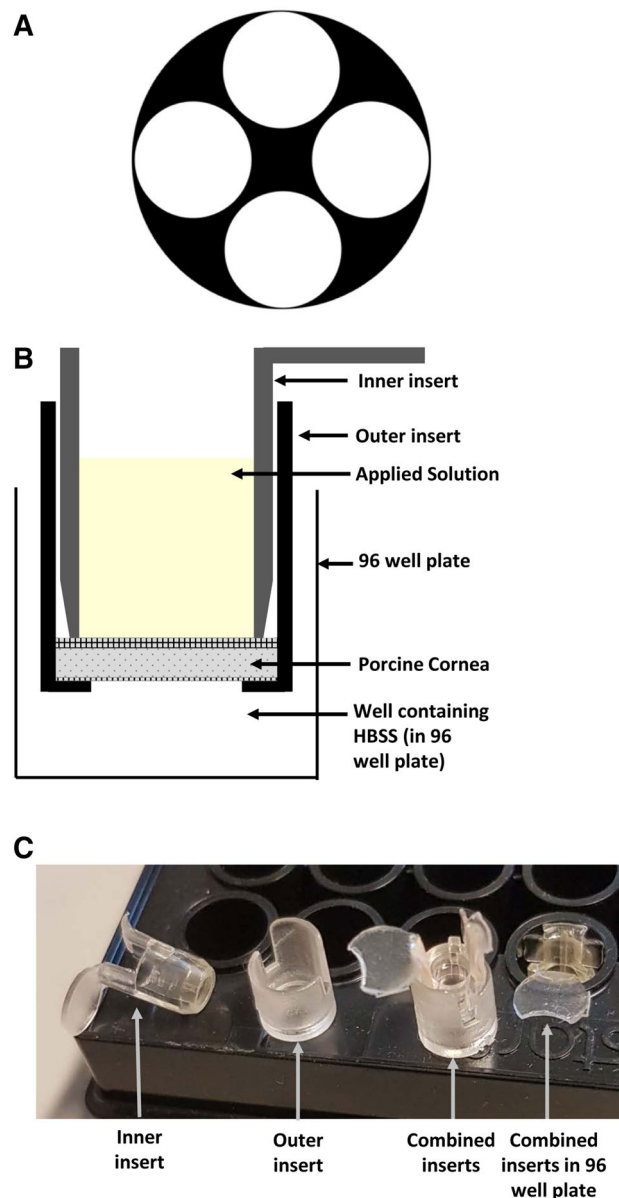 A
B
Inner insert
Outer insert
Applied Solution
96 well plate
Porcine Cornea
Well containing
HBSS (in 96
well plate)
C
Inner
insert
Outer
insert
Combined
inserts
Combined
inserts in 96
well plate